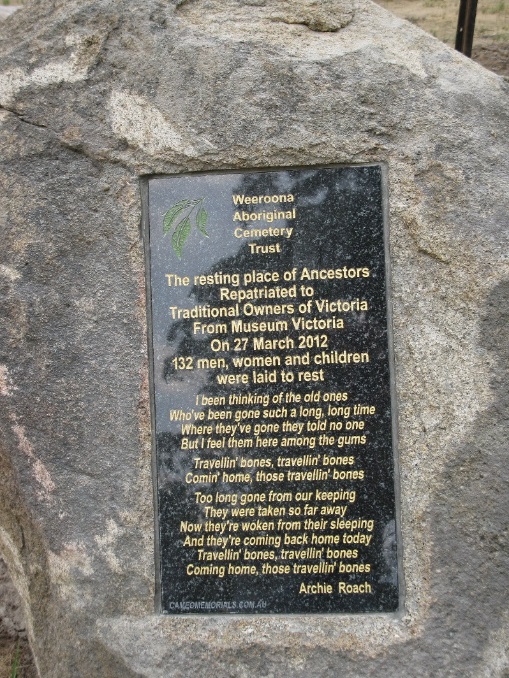 Weeroona
Aboriginal
Cemetery
Trust
The resting place of Ancestors
Repatriated to
Traditional Owners of Victoria
From Museum Victoria
On 27 March 2012
132 men, women and children
were laid to rest
I been thinking of the old ones
Who've been gone such a long, long time
Where they've gone they told no one
But I feel them here among the gums
Travellin' bones, travellin' bones
Comin' home, those travellin' bones
Too long gone from our keeping
They were taken so far away
Now they're woken from their sleeping
And they're coming back home today
Travellin' bones, travellin' bones
Coming home, those travellin' bones
Archie Roach
CAMEOMEMORIALS.COM.AU